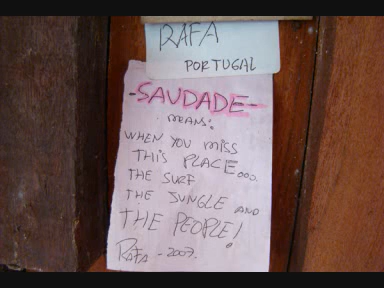 RAFA
PORTUGAL
-SAUDADE-
MEANS:
WHEN YOU MISS
THIS PLACE...
THE SURF
THE JUNGLE AND
THE PEOPLE!
RAFA - 2007.